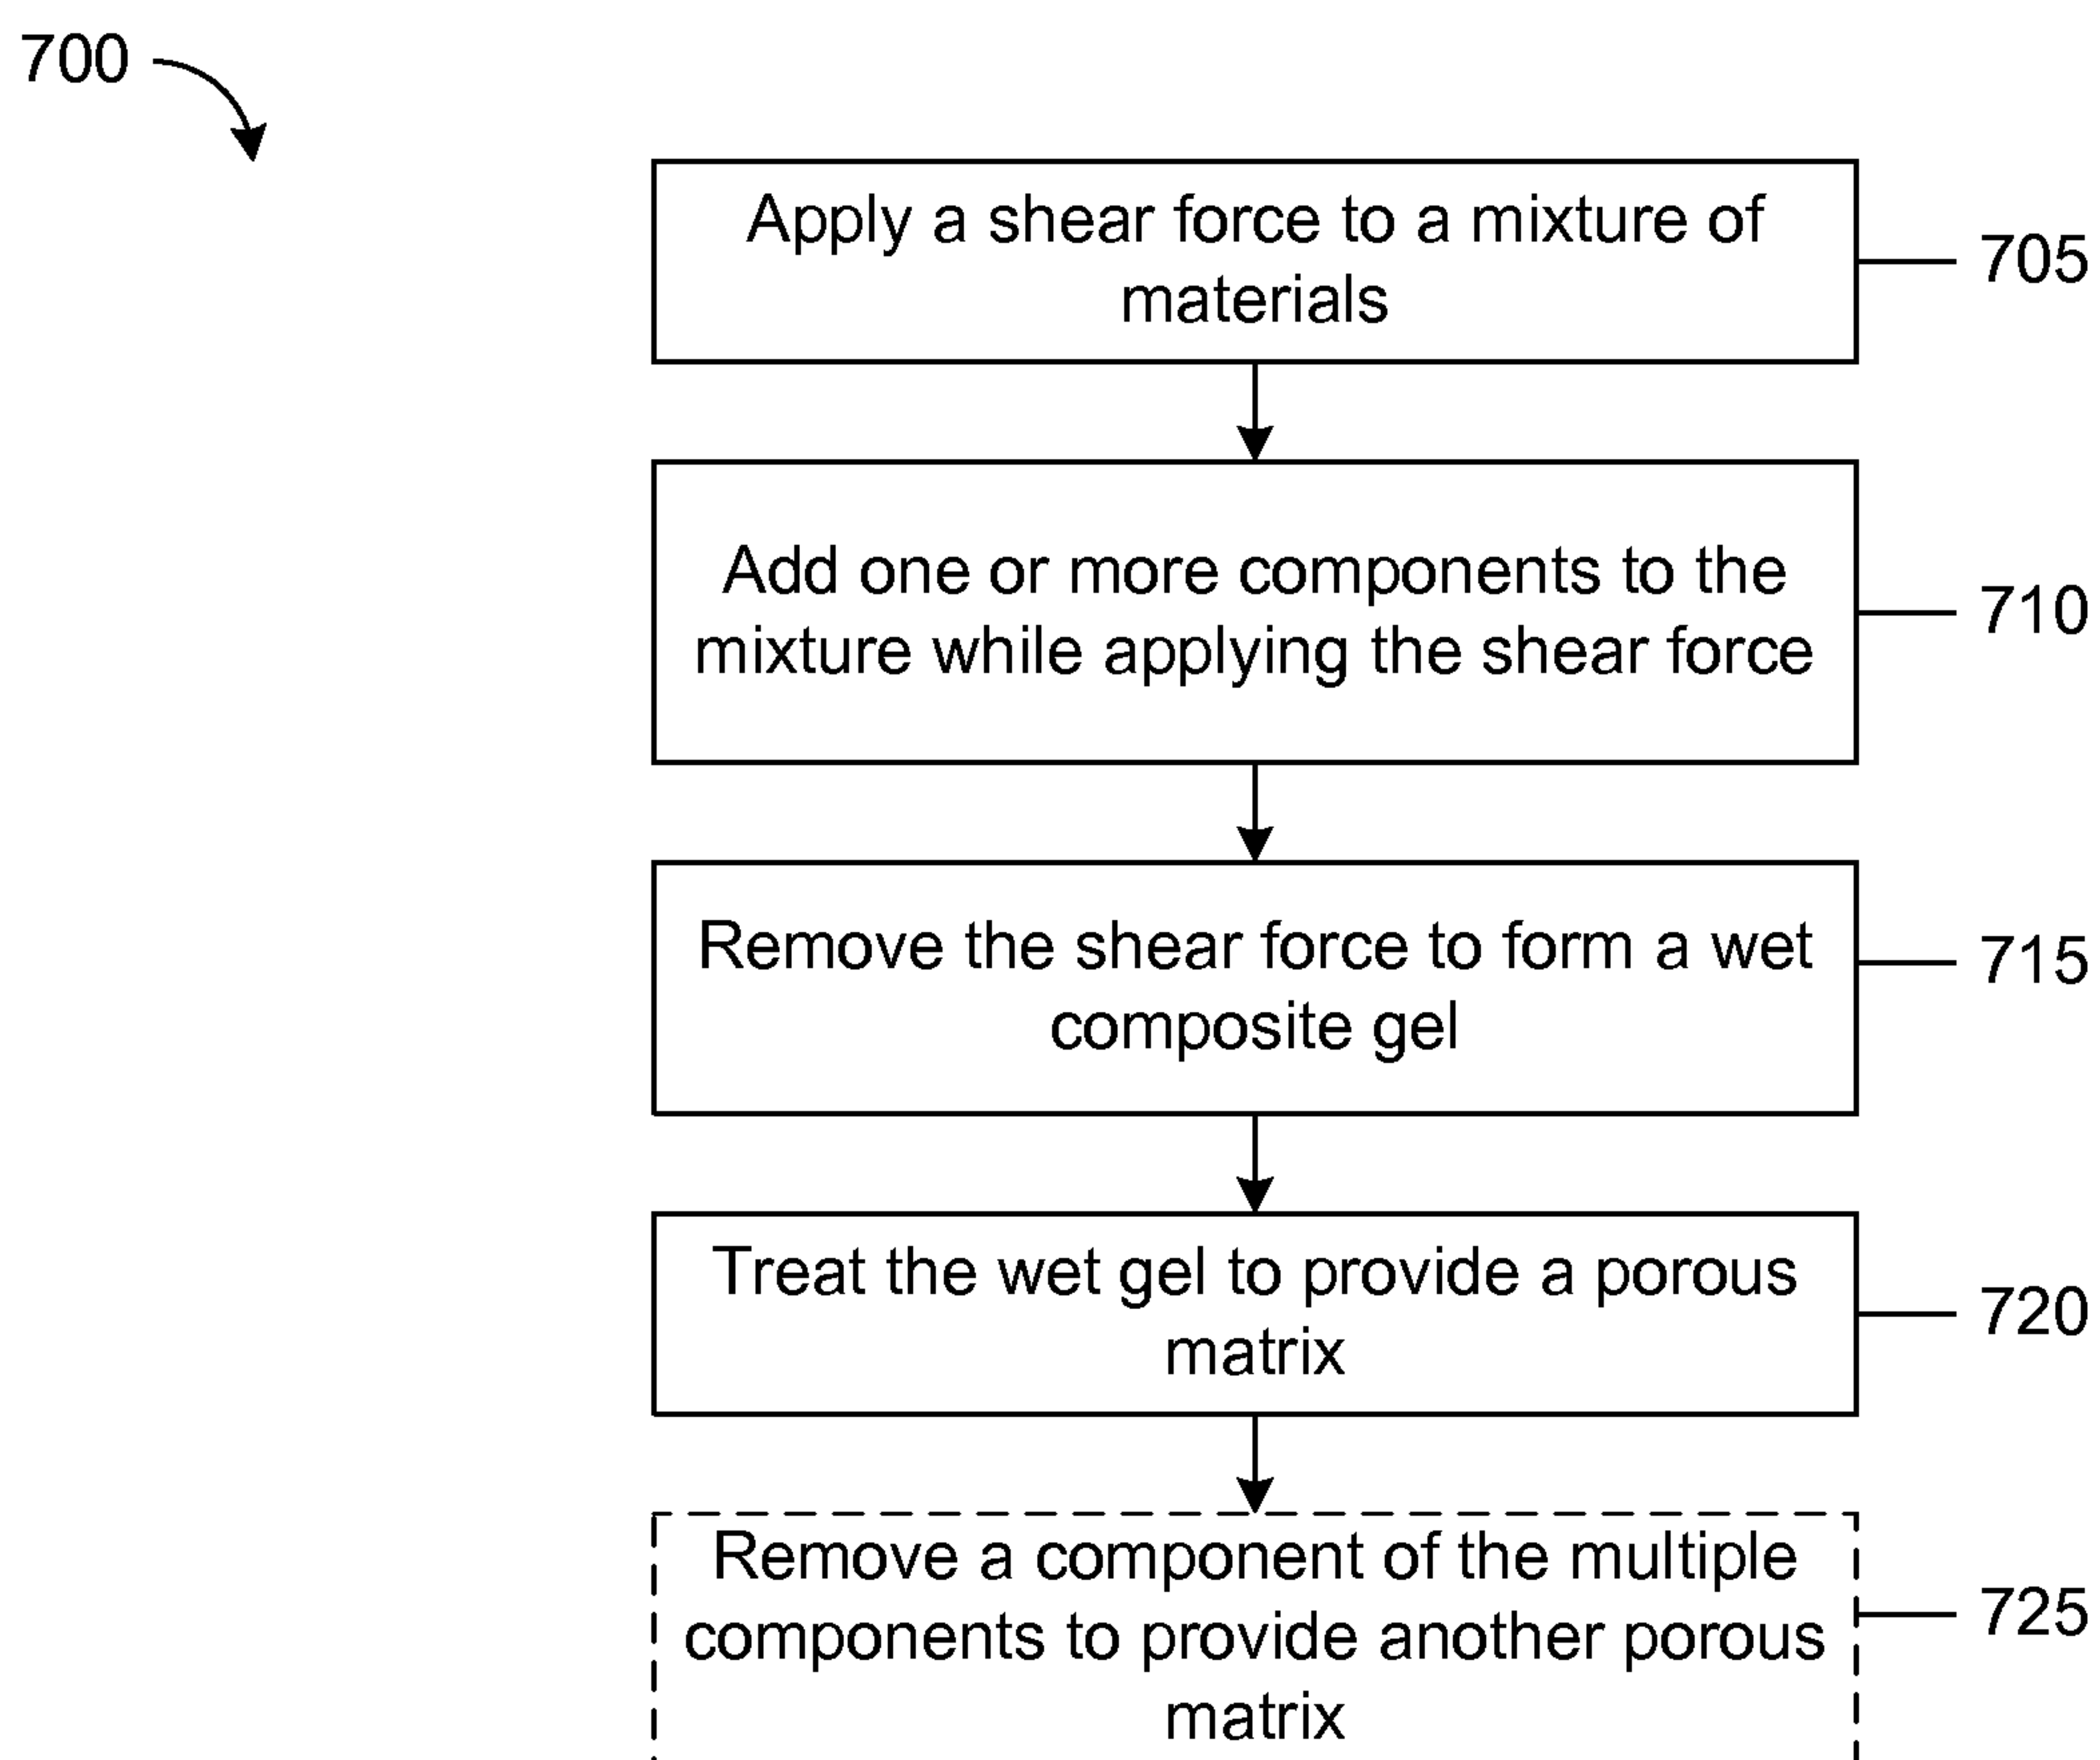 700
Apply a shear force to a mixture of
materials
705
Add one or more components to the
mixture while applying the shear force
710
Remove the shear force to form a wet
composite gel
715
Treat the wet gel to provide a porous
matrix
720
Remove a component of the multiple
components to provide another porous
matrix
725